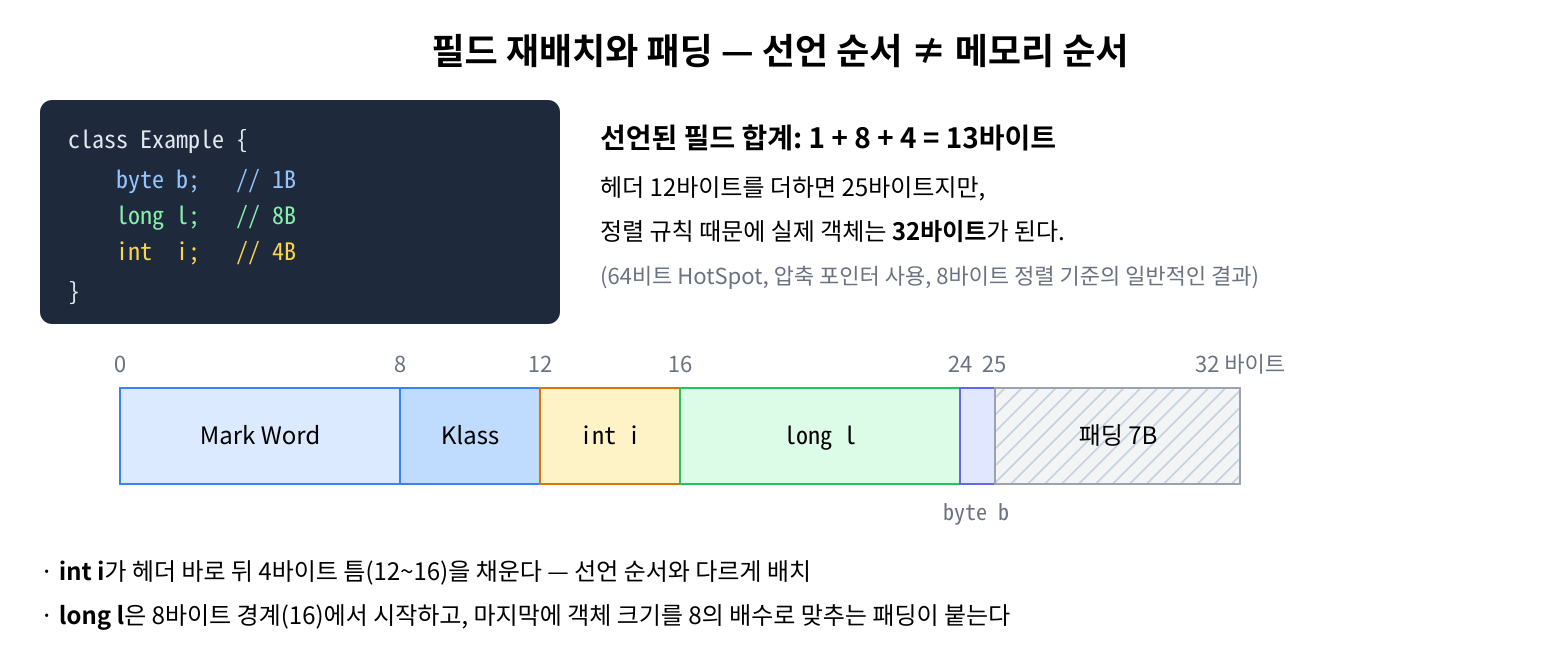 필드 재배치와 패딩 — 선언 순서 ≠ 메모리 순서
class Example {
byte b; // 1B
long l; // 8B
int i; // 4B
}
선언된 필드 합계: 1 + 8 + 4 = 13바이트
헤더 12바이트를 더하면 25바이트지만,
정렬 규칙 때문에 실제 객체는 32바이트가 된다.
(64비트 HotSpot, 압축 포인터 사용, 8바이트 정렬 기준의 일반적인 결과)
0 8 12 16 24 25 32 바이트
Mark Word Klass int i long l 패딩 7B
byte b
· int i가 헤더 바로 뒤 4바이트 틈(12~16)을 채운다 — 선언 순서와 다르게 배치
· long l은 8바이트 경계(16)에서 시작하고, 마지막에 객체 크기를 8의 배수로 맞추는 패딩이 붙는다